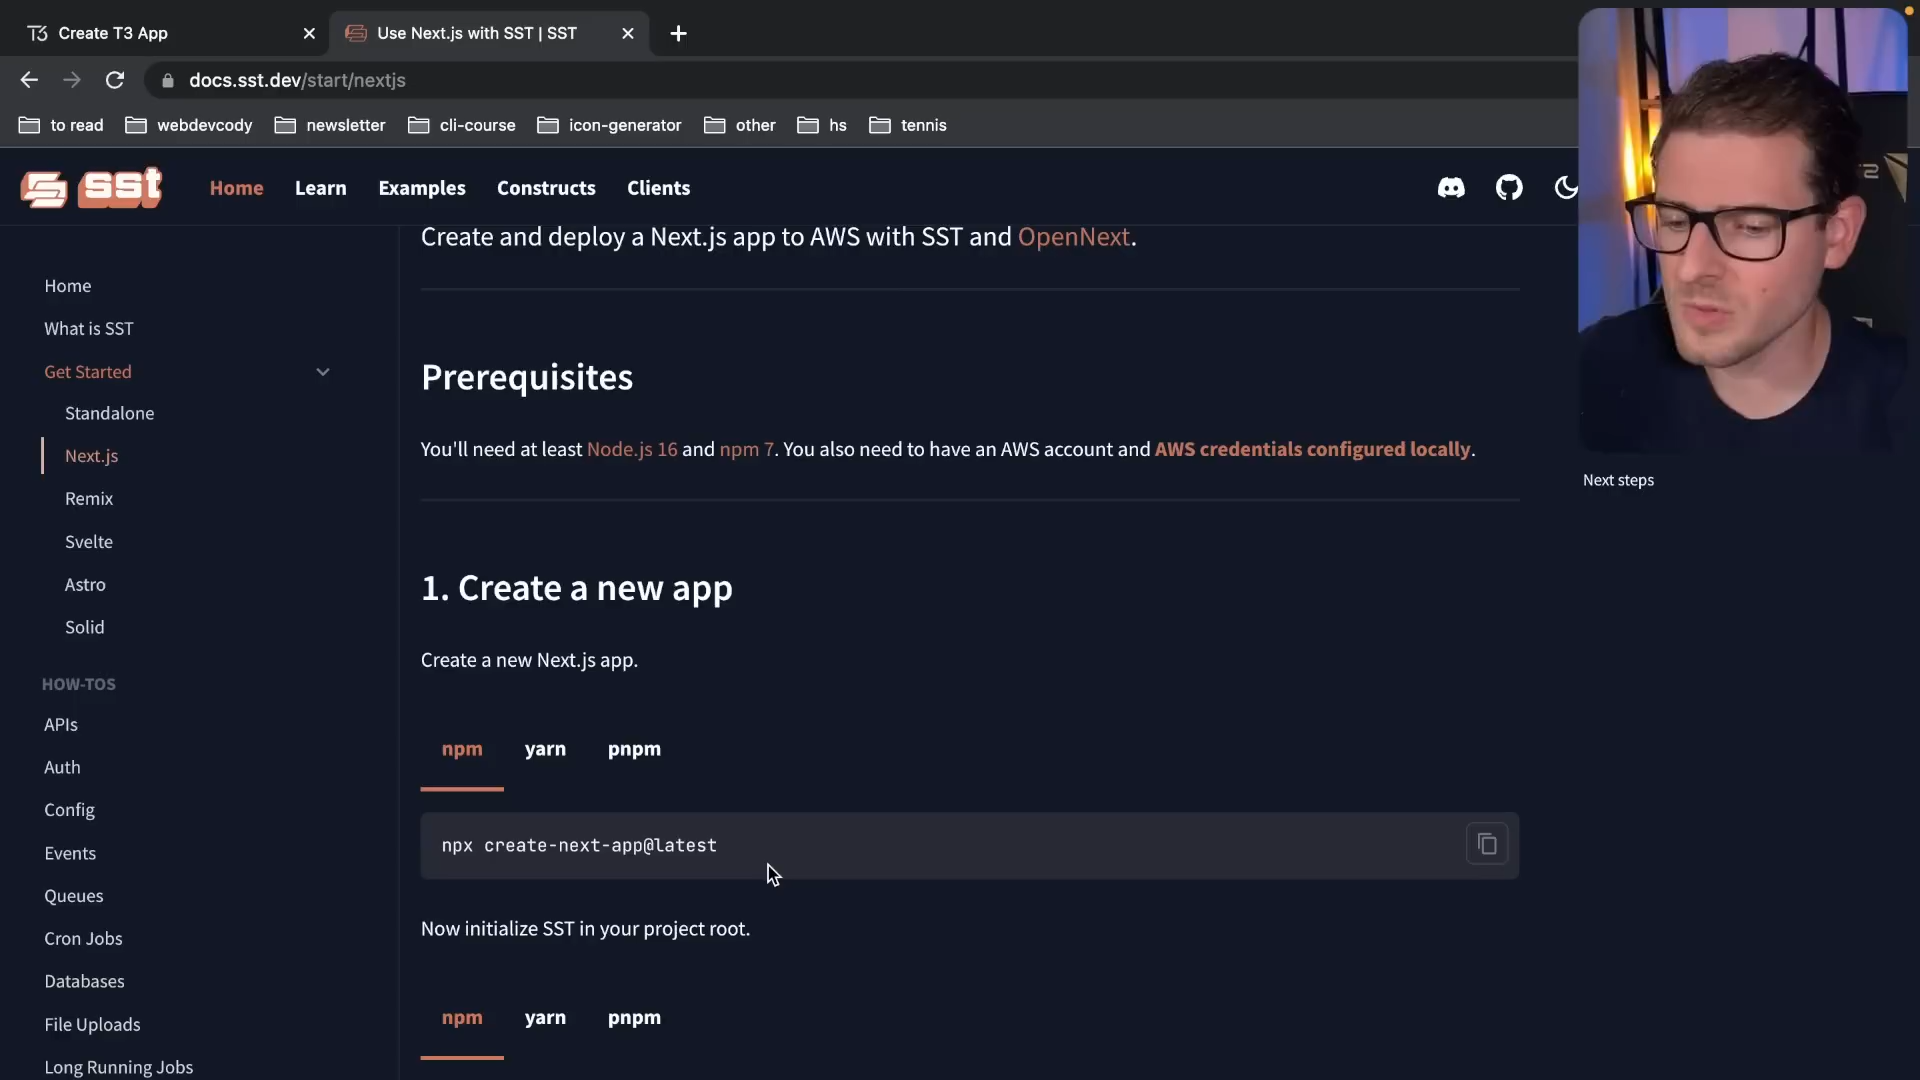 Create T3 App
Use Next.js with SST | SST
docs.sst.dev/start/nextjs
to read
webdevcody
newsletter
cli-course
icon-generator
other
hs
tennis
sst
Home
Learn
Examples
Constructs
Clients
Home
What is SST
Get Started
Standalone
Next.js
Remix
Svelte
Astro
Solid
HOW-TOS
APIs
Auth
Config
Events
Queues
Cron Jobs
Databases
File Uploads
Long Running Jobs
Create and deploy a Next.js app to AWS with SST and OpenNext.
Prerequisites
You'll need at least Node.js 16 and npm 7. You also need to have an AWS account and AWS credentials configured locally.
1. Create a new app
Create a new Next.js app.
npm yarn pnpm
npx create-next-app@latest
Now initialize SST in your project root.
npm yarn pnpm
Next steps